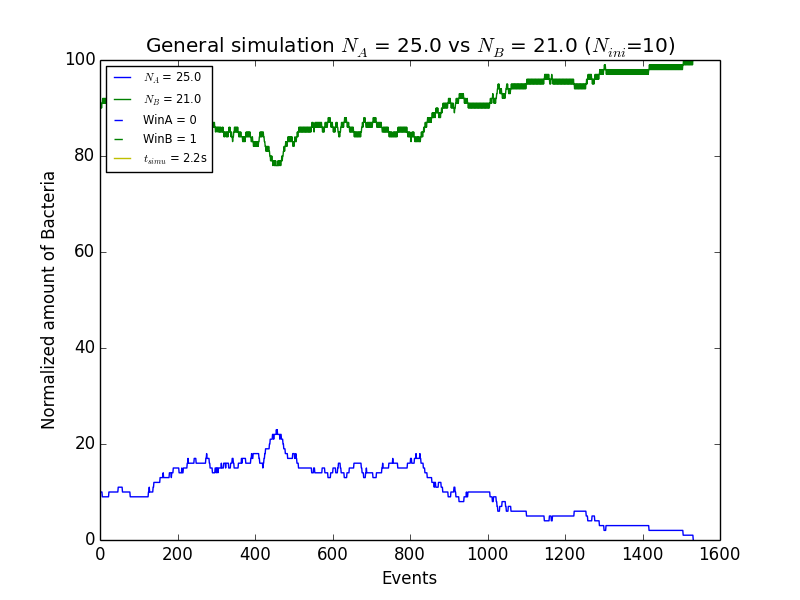 General simulation N_A = 25.0 vs N_B = 21.0 (N_ini=10)
100
80
60
40
20
0
Normalized amount of Bacteria
N_A = 25.0
N_B = 21.0
WinA = 0
WinB = 1
t_simu = 2.2s
0 200 400 600 800 1000 1200 1400 1600
Events